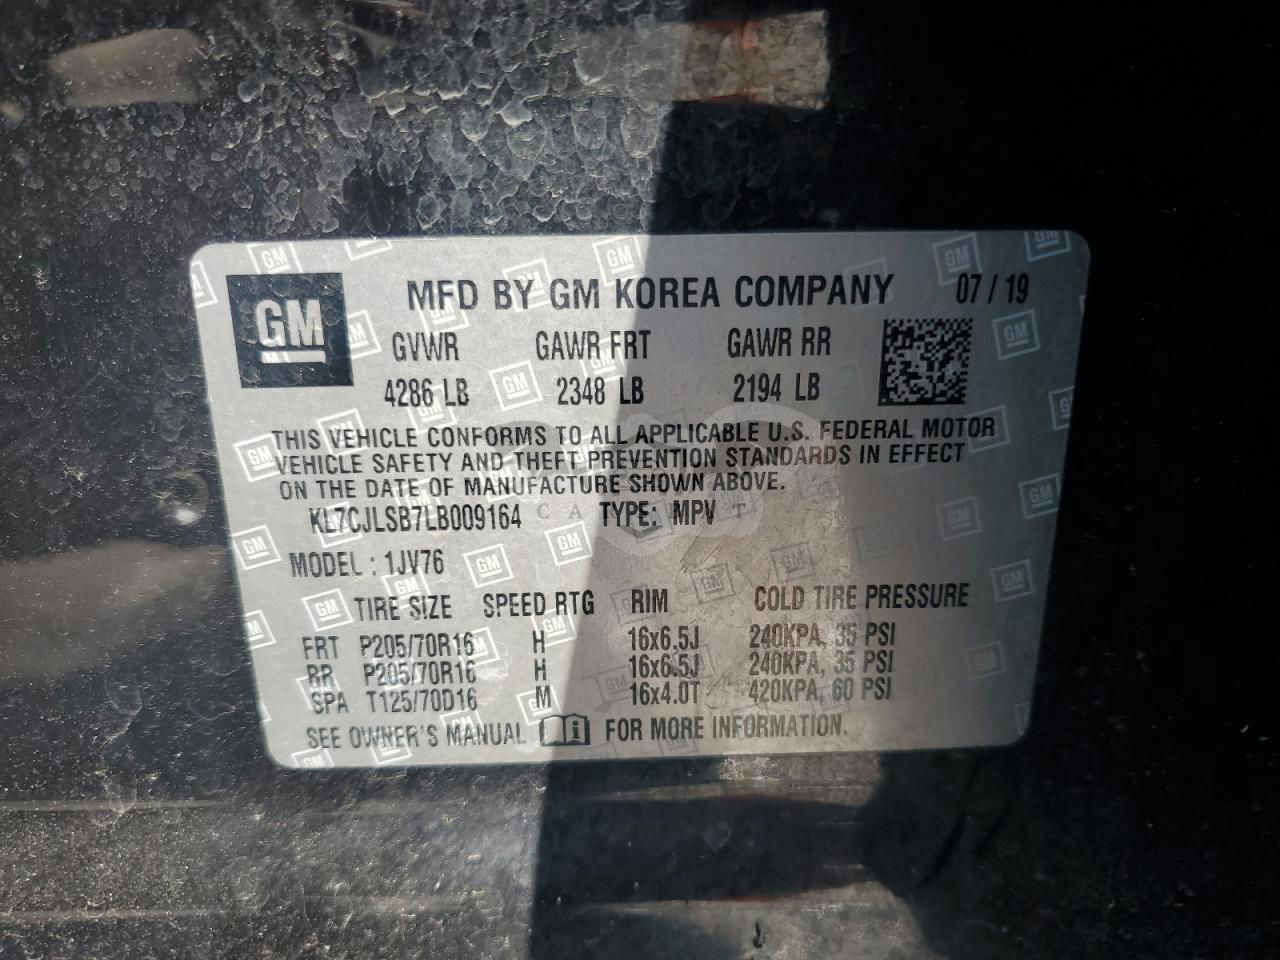 GM MFD BY GM KOREA COMPANY 07 / 19
GVWR GAWR FRT GAWR RR
4286 LB 2348 LB 2194 LB
THIS VEHICLE CONFORMS TO ALL APPLICABLE U.S. FEDERAL MOTOR
VEHICLE SAFETY AND THEFT PREVENTION STANDARDS IN EFFECT
ON THE DATE OF MANUFACTURE SHOWN ABOVE.
KL7CJLSB7LB009164 TYPE: MPV
MODEL : 1JV76
TIRE SIZE SPEED RTG RIM COLD TIRE PRESSURE
FRT P205/70R16 H 16x6.5J 240KPA, 35 PSI
RR P205/70R16 H 16x6.5J 240KPA, 35 PSI
SPA T125/70D16 M 16x4.0T 420KPA, 60 PSI
SEE OWNER'S MANUAL FOR MORE INFORMATION.